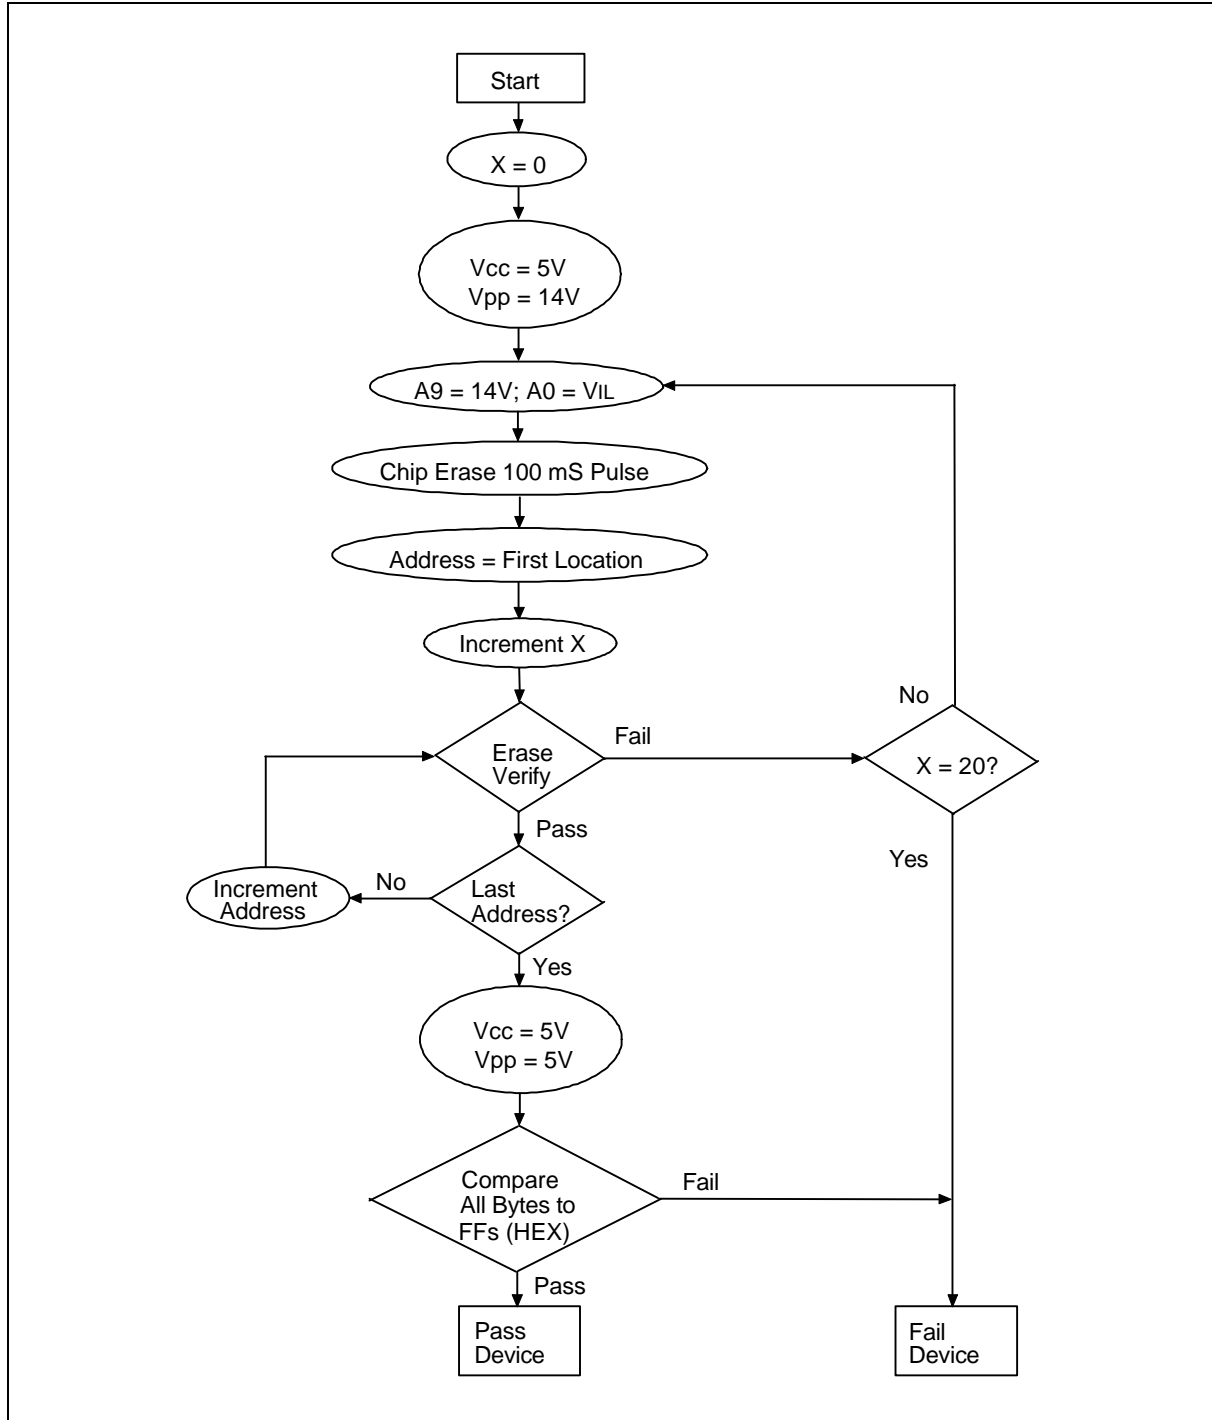 Start
X = 0
Vcc = 5V
Vpp = 14V
A9 = 14V; A0 = VIL
Chip Erase 100 mS Pulse
Address = First Location
Increment X
No
Fail
Erase
Verify
X = 20?
Pass
Yes
No
Increment
Address
Last
Address?
Yes
Vcc = 5V
Vpp = 5V
Compare
All Bytes to
FFs (HEX)
Fail
Pass
Pass
Device
Fail
Device